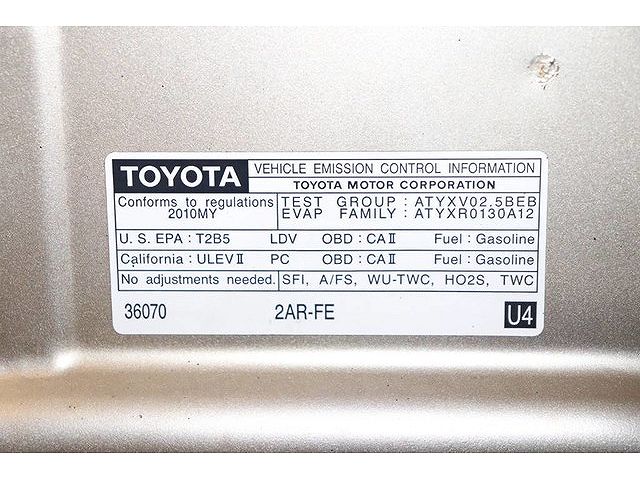 TOYOTA VEHICLE EMISSION CONTROL INFORMATION
TOYOTA MOTOR CORPORATION
Conforms to regulations TEST GROUP : ATYXV02.5BEB
2010MY EVAP FAMILY : ATYXR0130A12
U. S. EPA : T2B5 LDV OBD : CAⅡ Fuel : Gasoline
California : ULEVⅡ PC OBD : CAⅡ Fuel : Gasoline
No adjustments needed. SFI, A/FS, WU-TWC, HO2S, TWC
36070 2AR-FE U4